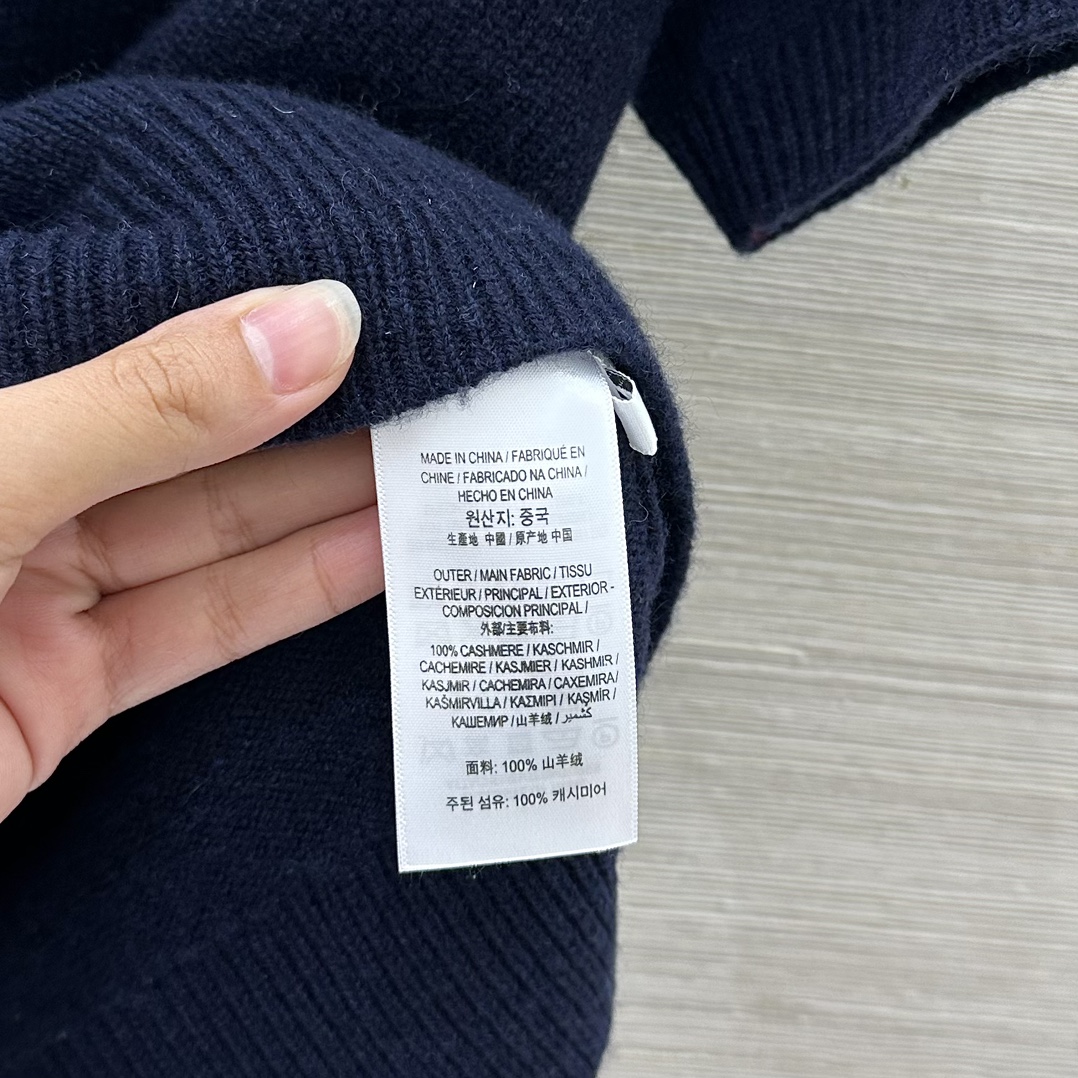 MADE IN CHINA / FABRIQUÉ EN
CHINE / FABRICADO NA CHINA /
HECHO EN CHINA
원산지: 중국
生產地 中國 / 原产地 中国
OUTER / MAIN FABRIC / TISSU
EXTÉRIEUR / PRINCIPAL / EXTERIOR -
COMPOSICION PRINCIPAL /
外部/主要布料:
100% CASHMERE / KASCHMIR /
CACHEMIRE / KASJMIER / KASHMIR /
KASJMIR / CACHEMIRA / CAXEMIRA /
KAŠMIRVILLA / ΚΑΣΜΙΡΙ / KAŞMİR /
КАШЕМИР / 山羊绒 / كشمير
面料: 100% 山羊绒
주된 섬유: 100% 캐시미어